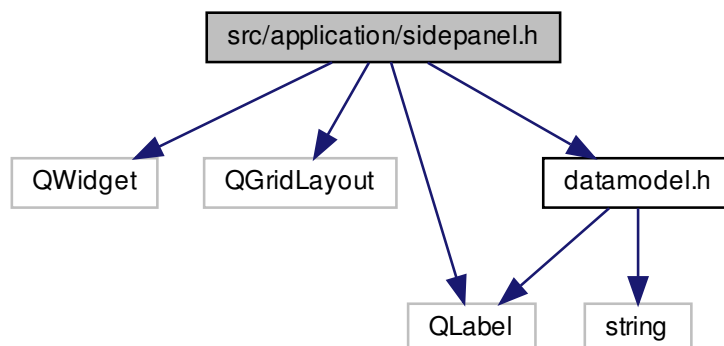 src/application/sidepanel.h
QWidget
QGridLayout
datamodel.h
QLabel
string